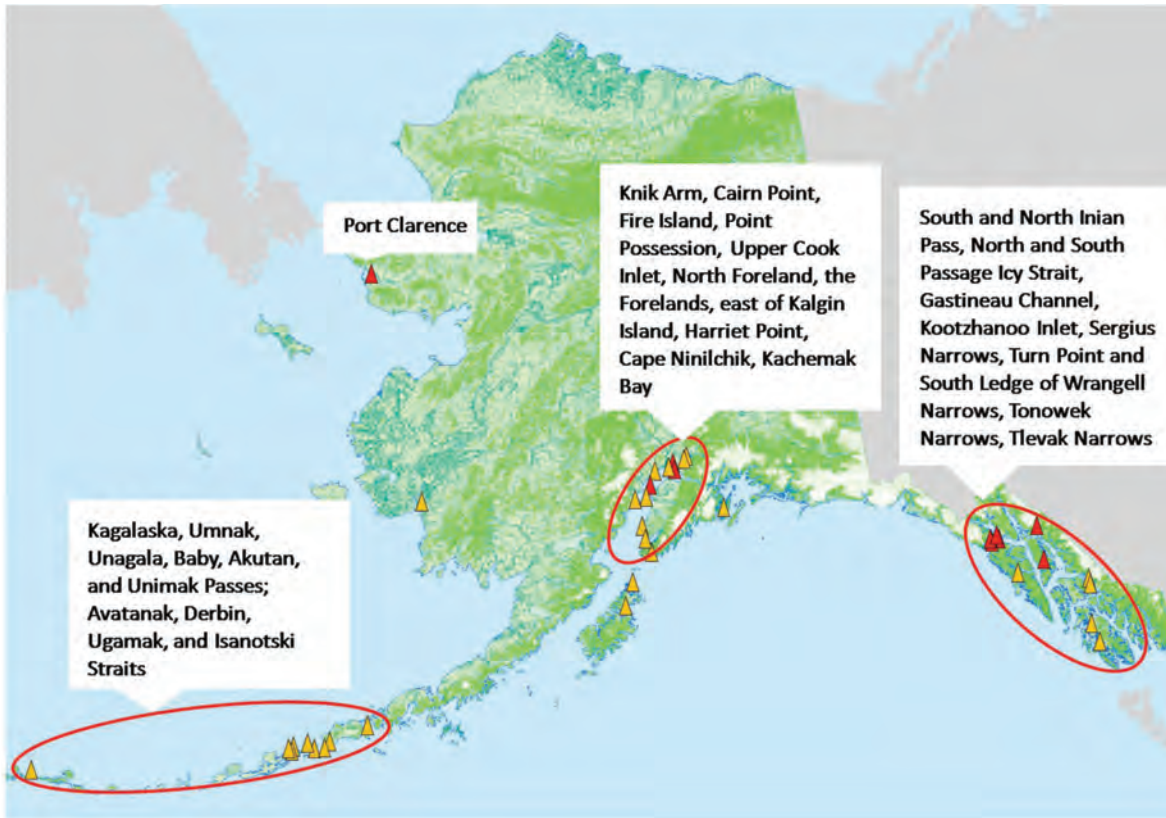 Port Clarence
Knik Arm, Cairn Point,
Fire Island, Point
Possession, Upper Cook
Inlet, North Foreland, the
Forelands, east of Kalgin
Island, Harriet Point,
Cape Ninilchik, Kachemak
Bay
South and North Inian
Pass, North and South
Passage Icy Strait,
Gastineau Channel,
Kootzhanoo Inlet, Sergius
Narrows, Turn Point and
South Ledge of Wrangell
Narrows, Tonowek
Narrows, Tlevak Narrows
Kagalaska, Umnak,
Unagala, Baby, Akutan,
and Unimak Passes;
Avatanak, Derbin,
Ugamak, and Isanotski
Straits